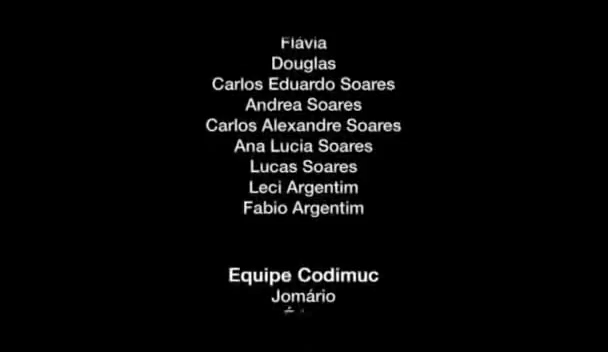 Flávia
Douglas
Carlos Eduardo Soares
Andrea Soares
Carlos Alexandre Soares
Ana Lucia Soares
Lucas Soares
Leci Argentim
Fabio Argentim
Equipe Codimuc
Jomário